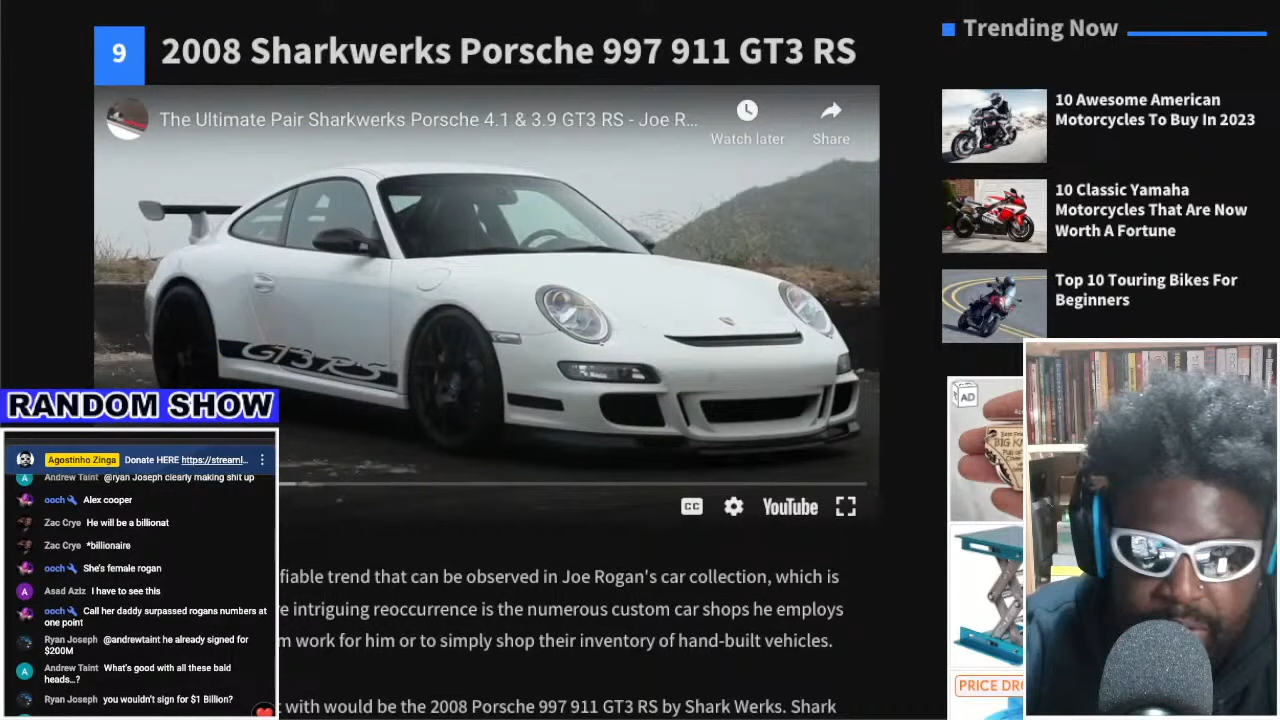 9
2008 Sharkwerks Porsche 997 911 GT3 RS
The Ultimate Pair Sharkwerks Porsche 4.1 & 3.9 GT3 RS - Joe R...
Watch later
Share
GT3 RS
CC
YouTube
fiable trend that can be observed in Joe Rogan's car collection, which is
intriguing reoccurrence is the numerous custom car shops he employs
work for him or to simply shop their inventory of hand-built vehicles.
with would be the 2008 Porsche 997 911 GT3 RS by Shark Werks. Shark
Trending Now
10 Awesome American
Motorcycles To Buy In 2023
10 Classic Yamaha
Motorcycles That Are Now
Worth A Fortune
Top 10 Touring Bikes For
Beginners
AD
PRICE DRO
RANDOM SHOW
Agostinho Zinga Donate HERE https://streaml...
Andrew Taint @ryan Joseph clearly making shit up
ooch Alex cooper
Zac Crye He will be a billionat
Zac Crye *billionaire
ooch She's female rogan
Asad Aziz I have to see this
ooch Call her daddy surpassed rogans numbers at
one point
Ryan Joseph @andrewtaint he already signed for
$200M
Andrew Taint What's good with all these bald
heads...?
Ryan Joseph you wouldn't sign for $1 Billion?